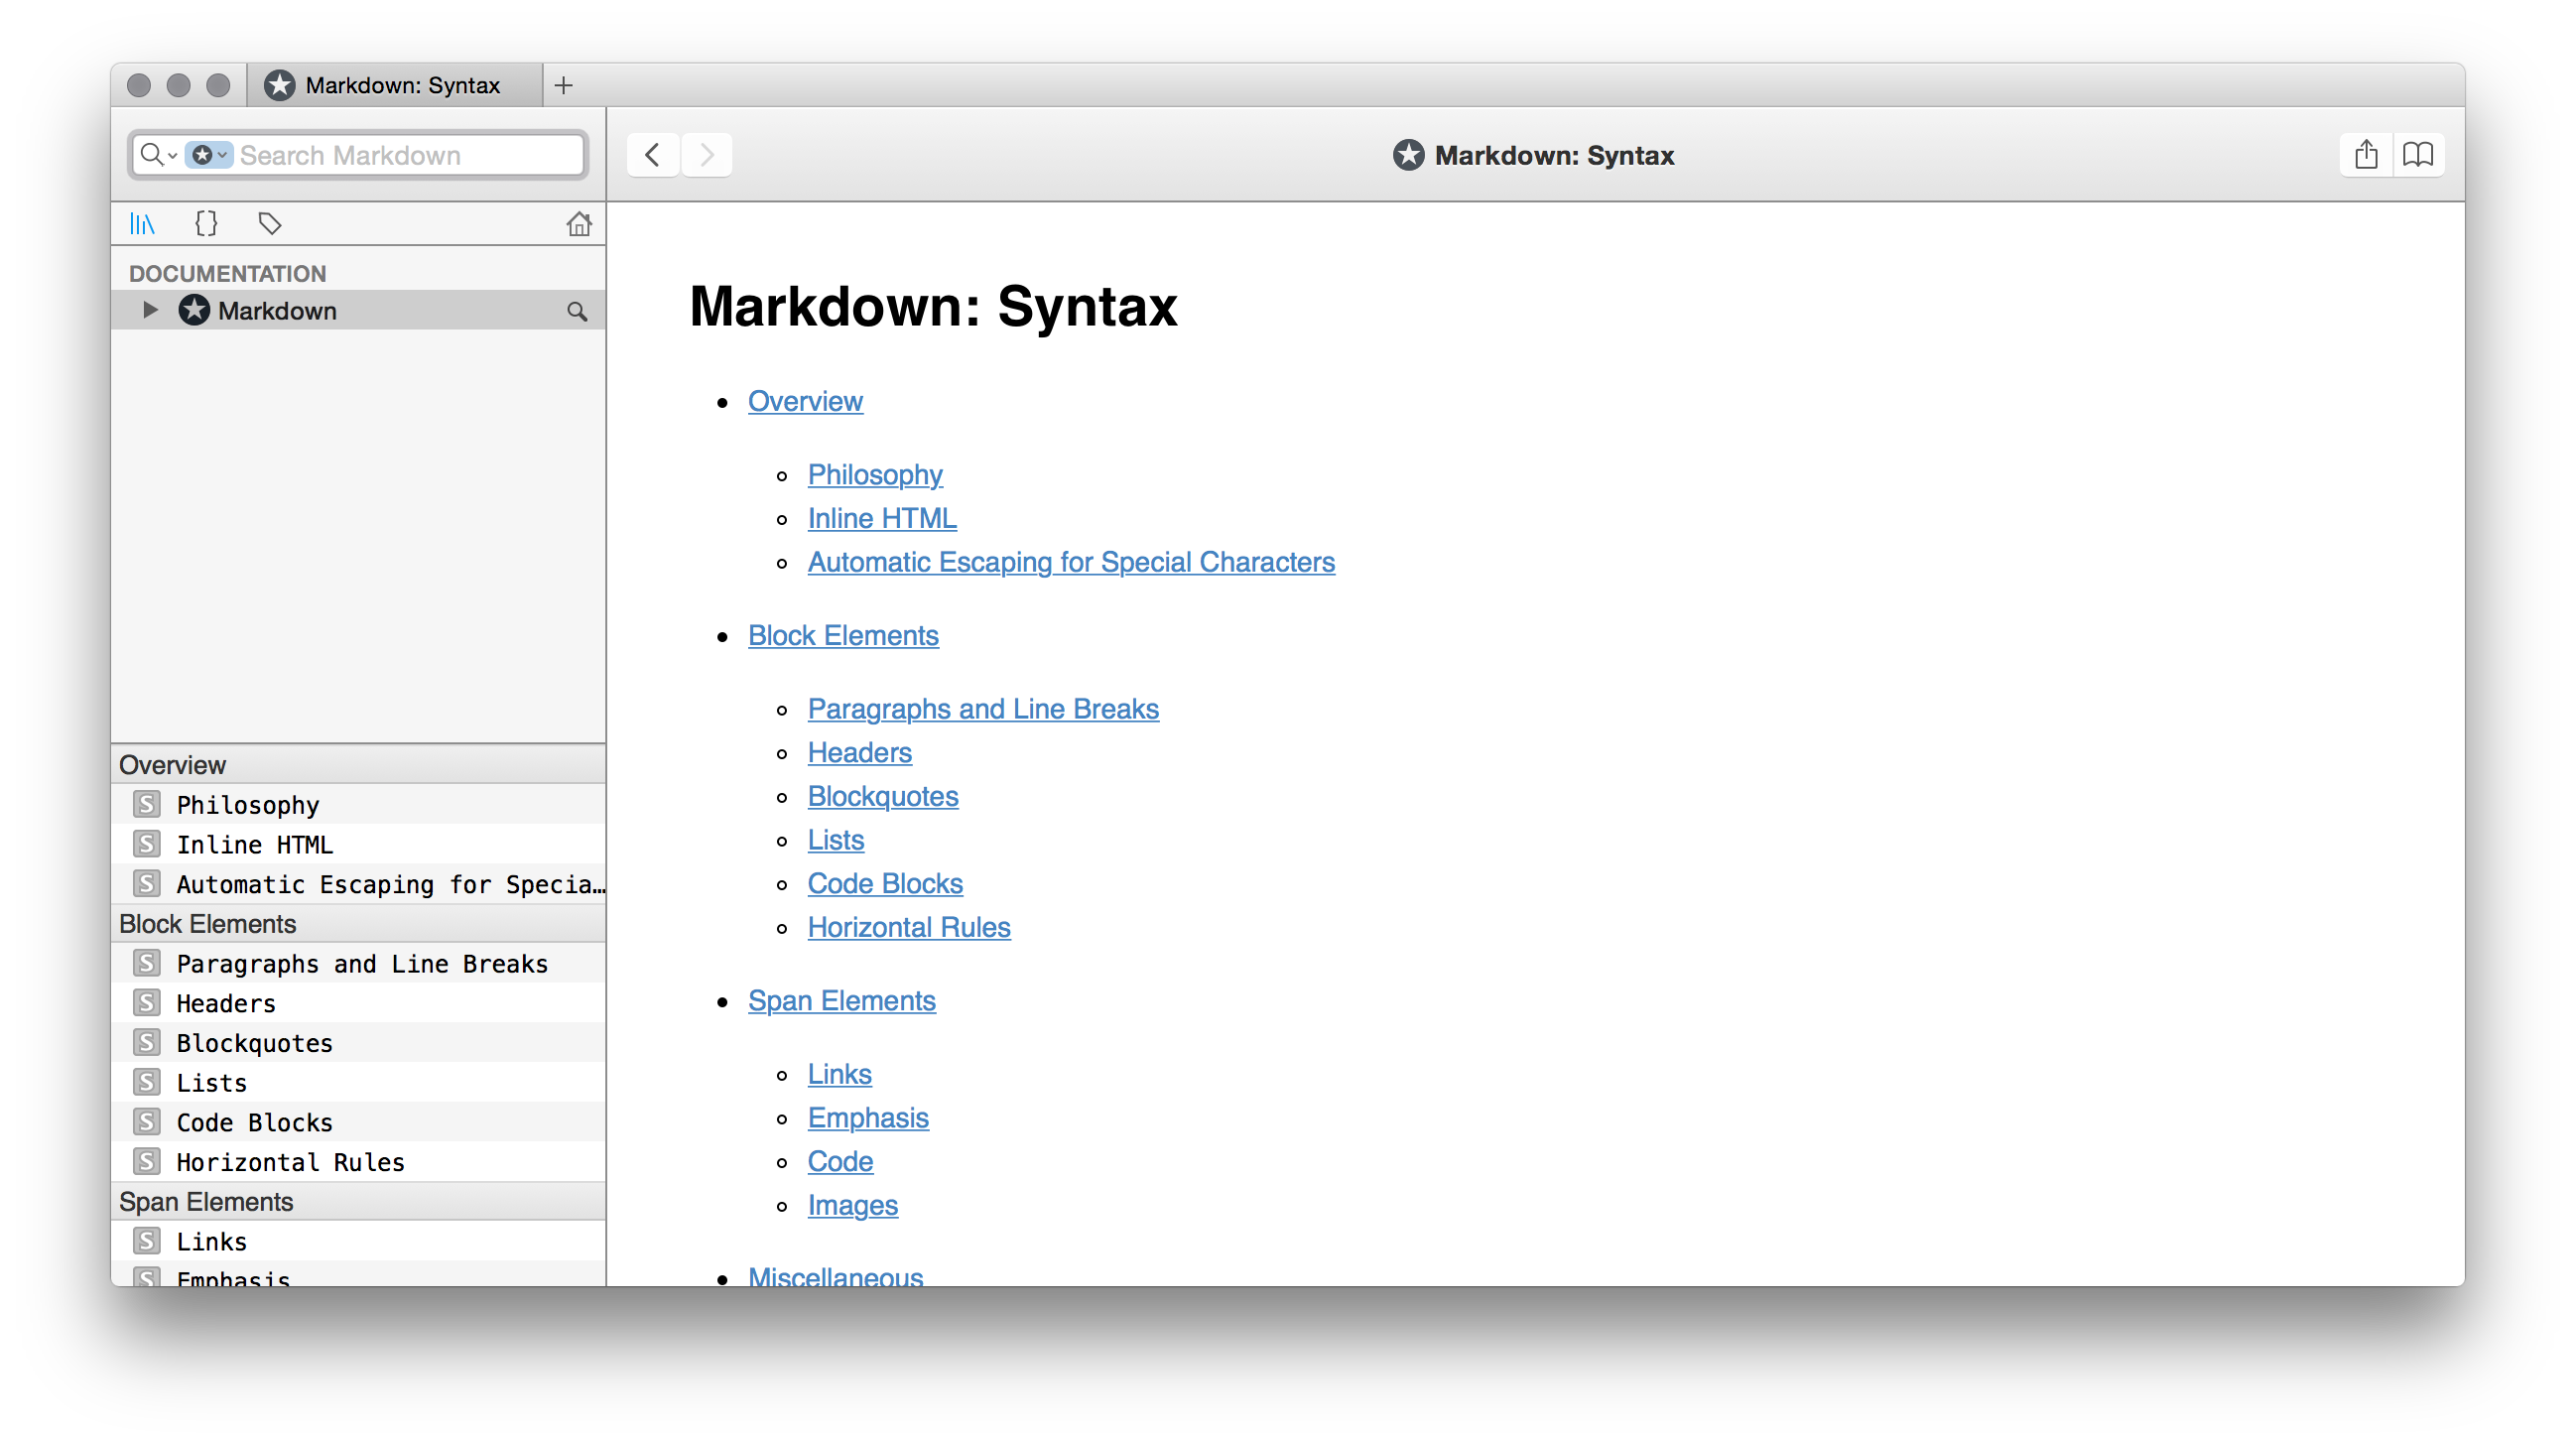 Markdown: Syntax
Search Markdown
Markdown: Syntax
DOCUMENTATION
Markdown
Overview
Philosophy
Inline HTML
Automatic Escaping for Specia…
Block Elements
Paragraphs and Line Breaks
Headers
Blockquotes
Lists
Code Blocks
Horizontal Rules
Span Elements
Links
Emphasis
Markdown: Syntax
Overview
Philosophy
Inline HTML
Automatic Escaping for Special Characters
Block Elements
Paragraphs and Line Breaks
Headers
Blockquotes
Lists
Code Blocks
Horizontal Rules
Span Elements
Links
Emphasis
Code
Images
Miscellaneous